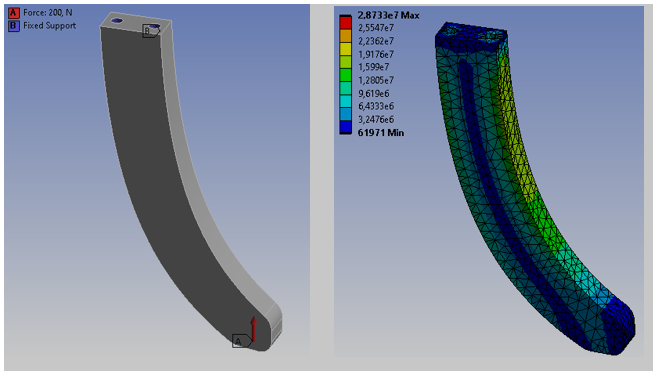 A Force: 200, N
B Fixed Support
B
A
2,8733e7 Max
2,5547e7
2,2362e7
1,9176e7
1,599e7
1,2805e7
9,619e6
6,4333e6
3,2476e6
61971 Min